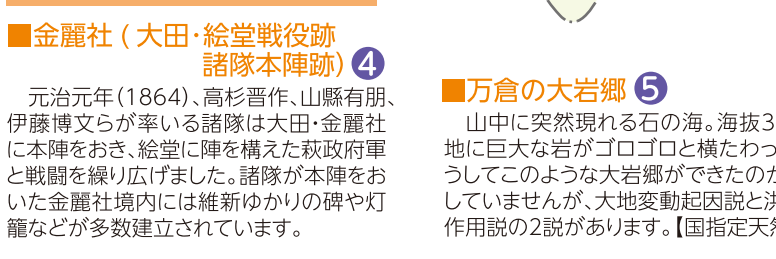 ■金麗社(大田・絵堂戦役跡
諸隊本陣跡)4
元治元年(1864)、高杉晋作、山縣有朋、
伊藤博文らが率いる諸隊は大田・金麗社
に本陣をおき、絵堂に陣を構えた萩政府軍
と戦闘を繰り広げました。諸隊が本陣をお
いた金麗社境内には維新ゆかりの碑や灯
籠などが多数建立されています。
■万倉の大岩郷5
山中に突然現れる石の海。海抜3
地に巨大な岩がゴロゴロと横たわっ
うしてこのような大岩郷ができたのか
していませんが、大地変動起因説と洪
作用説の2説があります。【国指定天然